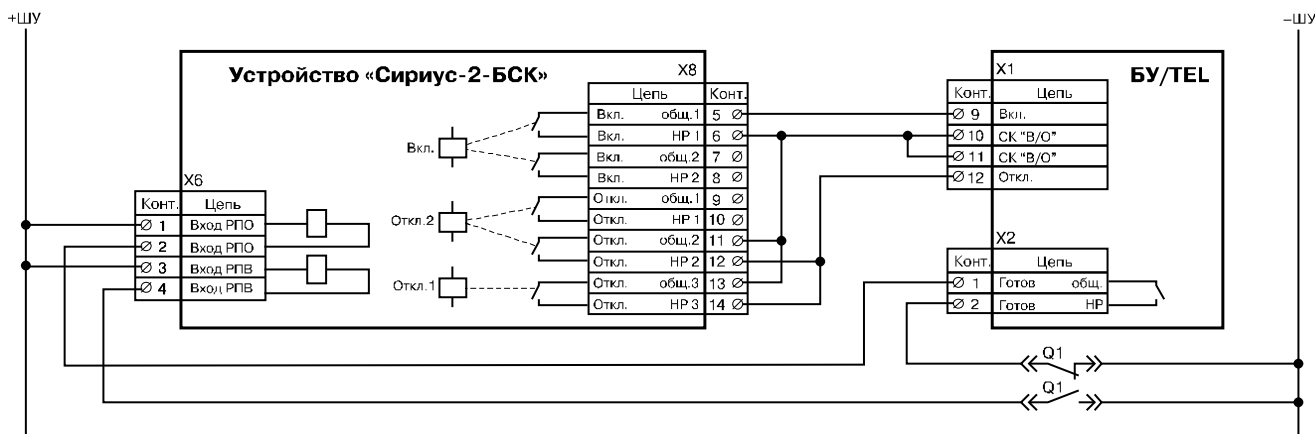 +ШУ
–ШУ
Устройство «Сириус-2-БСК»
X8
Цепь Конт.
Вкл. общ.1 5
Вкл. НР 1 6
Вкл. общ.2 7
Вкл. НР 2 8
Откл. общ.1 9
Откл. НР 1 10
Откл. общ.2 11
Откл. НР 2 12
Откл. общ.3 13
Откл. НР 3 14
Вкл.
Откл.2
Откл.1
X6
Конт. Цепь
1 Вход РПО
2 Вход РПО
3 Вход РПВ
4 Вход РПВ
БУ/TEL
X1
Конт. Цепь
9 Вкл.
10 СК "В/О"
11 СК "В/О"
12 Откл.
X2
Конт. Цепь
1 Готов общ.
2 Готов НР
Q1
Q1